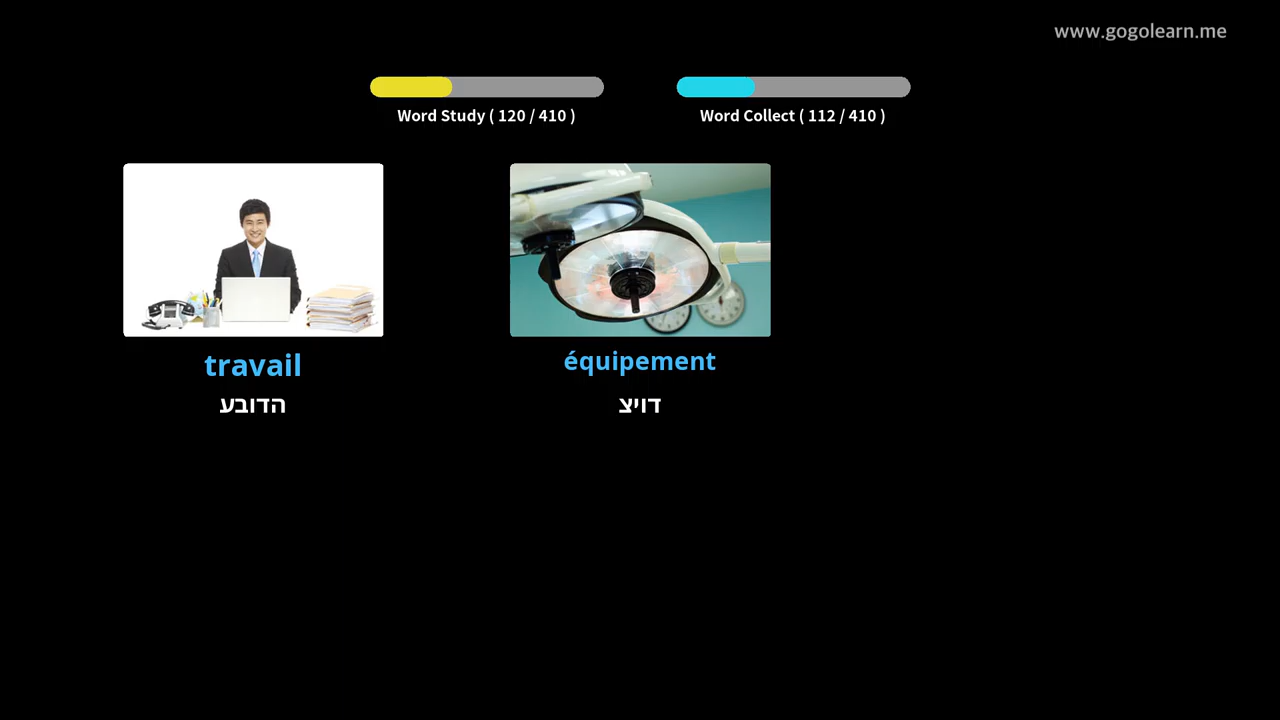 www.gogolearn.me
Word Study ( 120 / 410 )
Word Collect ( 112 / 410 )
travail
הדובע
équipement
דויצ